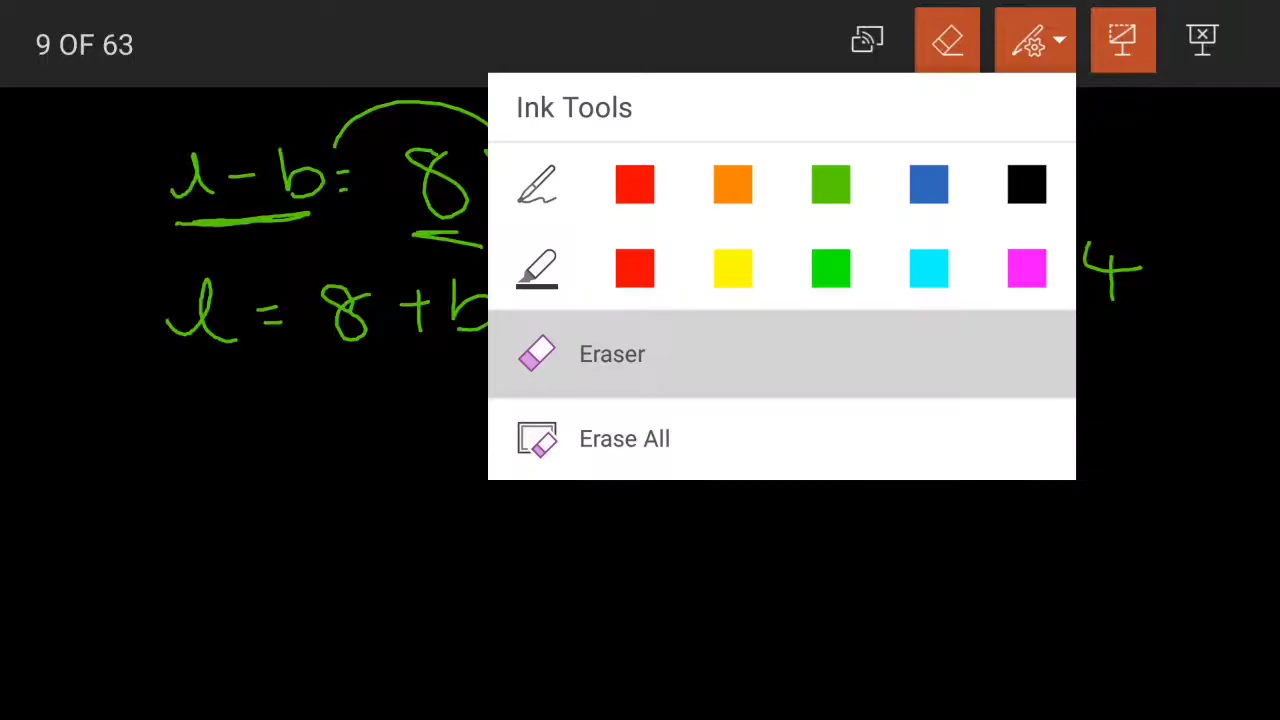 9 OF 63
Ink Tools
l - b = 8
4
l = 8 + b
Eraser
Erase All